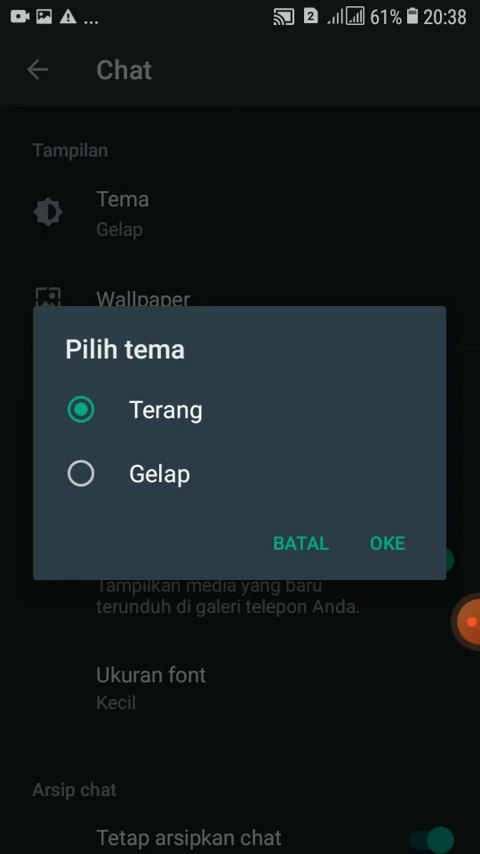 ... 2 61% 20:38
Chat
Tampilan
Tema
Gelap
Wallpaper
Pilih tema
Terang
Gelap
BATAL OKE
Tampilkan media yang baru
terunduh di galeri telepon Anda.
Ukuran font
Kecil
Arsip chat
Tetap arsipkan chat